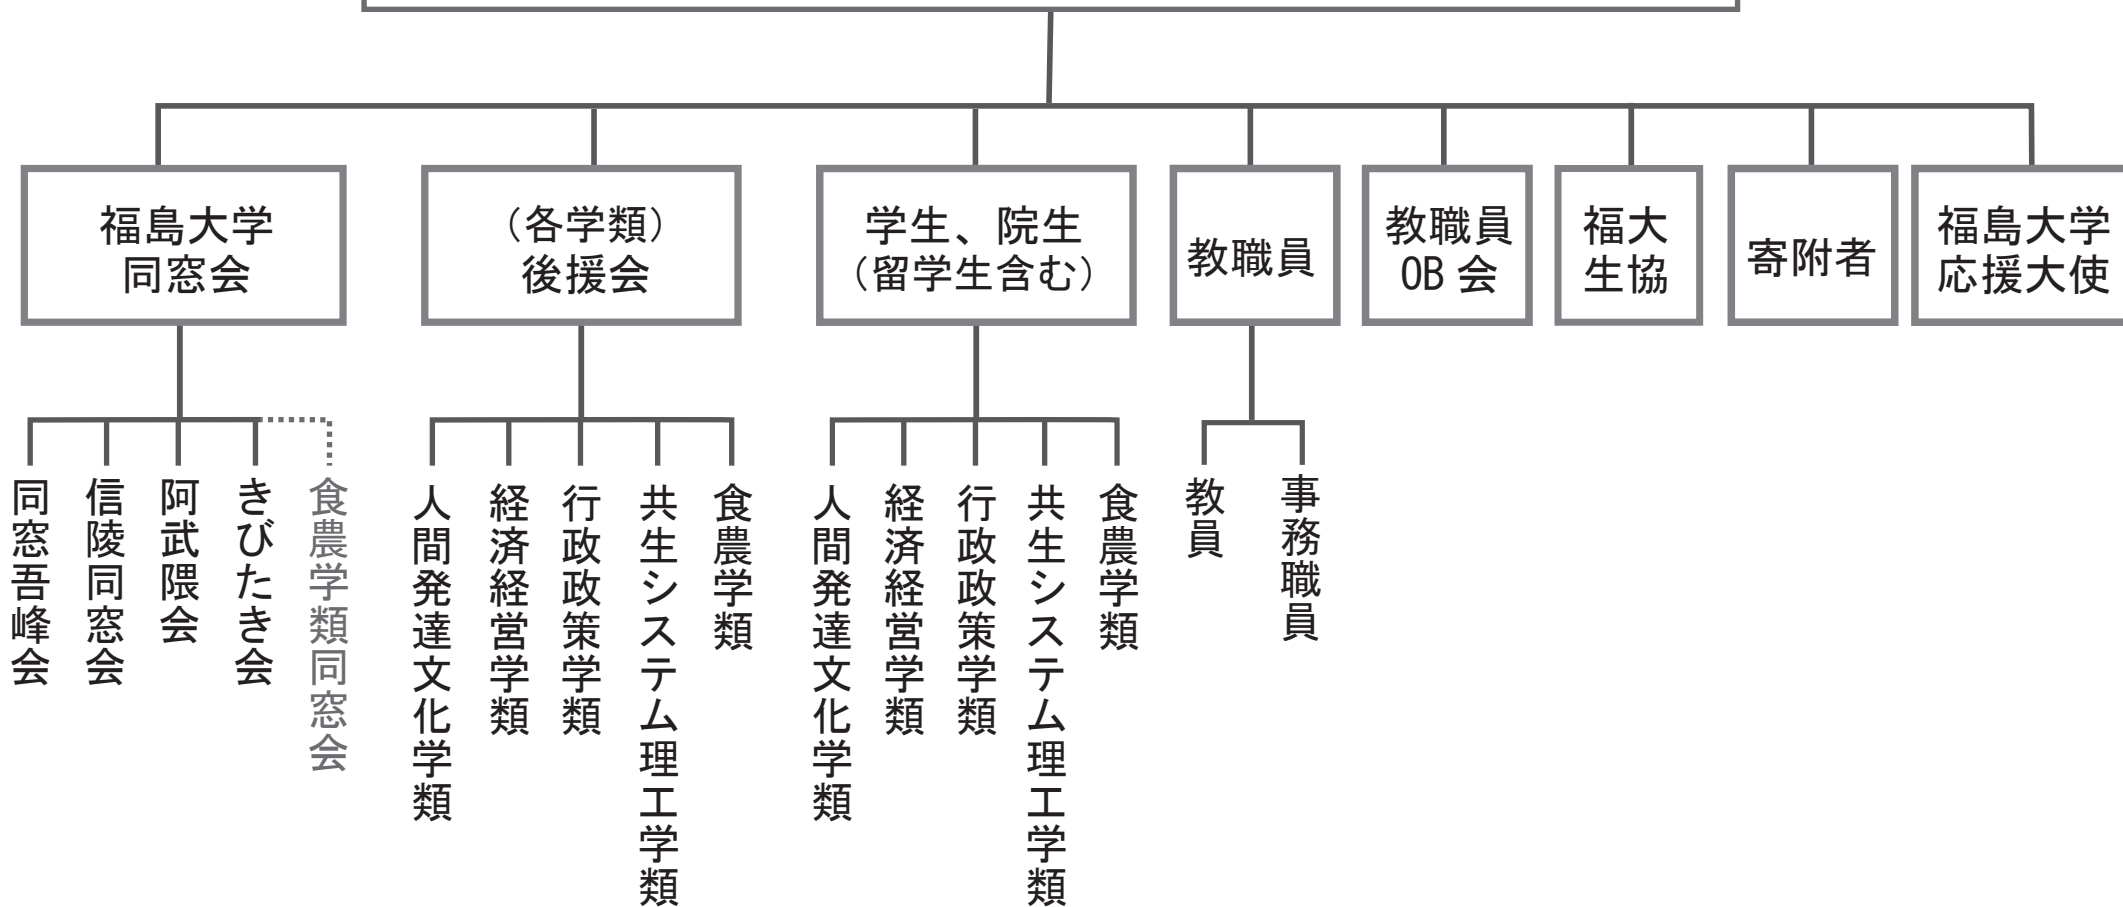 福島大学
同窓会
（各学類）
後援会
学生、院生
（留学生含む）
教職員
教職員
OB 会
福大
生協
寄附者
福島大学
応援大使
同窓吾峰会
信陵同窓会
阿武隈会
きびたき会
食農学類同窓会
人間発達文化学類
経済経営学類
行政政策学類
共生システム理工学類
食農学類
人間発達文化学類
経済経営学類
行政政策学類
共生システム理工学類
食農学類
教員
事務職員